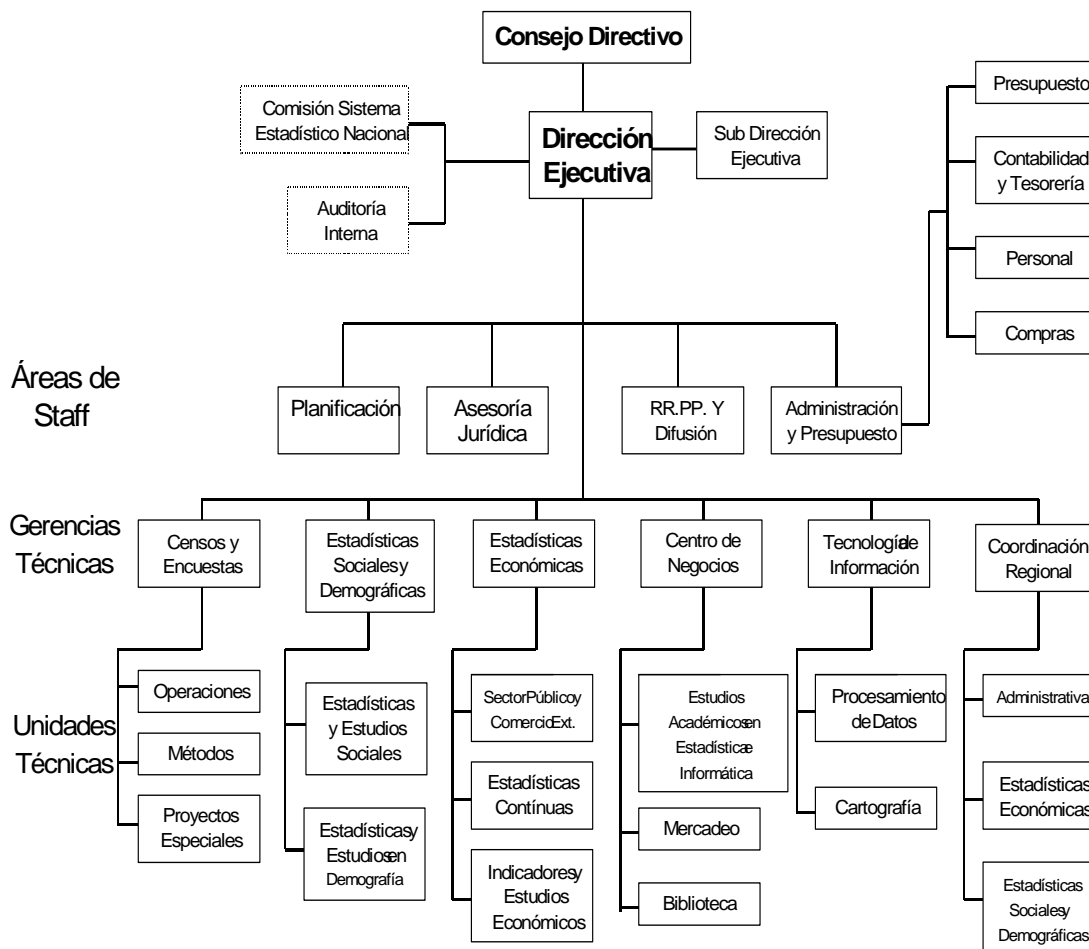 Consejo Directivo
Comisión Sistema
Estadístico Nacional
Dirección
Ejecutiva
Sub Dirección
Ejecutiva
Auditoría
Interna
Presupuesto
Contabilidad
y Tesorería
Personal
Compras
Áreas de
Staff
Planificación
Asesoría
Jurídica
RR.PP. Y
Difusión
Administración
y Presupuesto
Gerencias
Técnicas
Censos y
Encuestas
Estadísticas
Sociales y
Demográficas
Estadísticas
Económicas
Centro de
Negocios
Tecnología de
Información
Coordinación
Regional
Unidades
Técnicas
Operaciones
Métodos
Proyectos
Especiales
Estadísticas
y Estudios
Sociales
Estadísticas y
Estudios en
Demografía
Sector Público y
Comercio Ext.
Estadísticas
Contínuas
Indicadores y
Estudios
Económicos
Estudios
Académicos en
Estadística e
Informática
Mercadeo
Biblioteca
Procesamiento
de Datos
Cartografía
Administrativa
Estadísticas
Económicas
Estadísticas
Sociales y
Demográficas